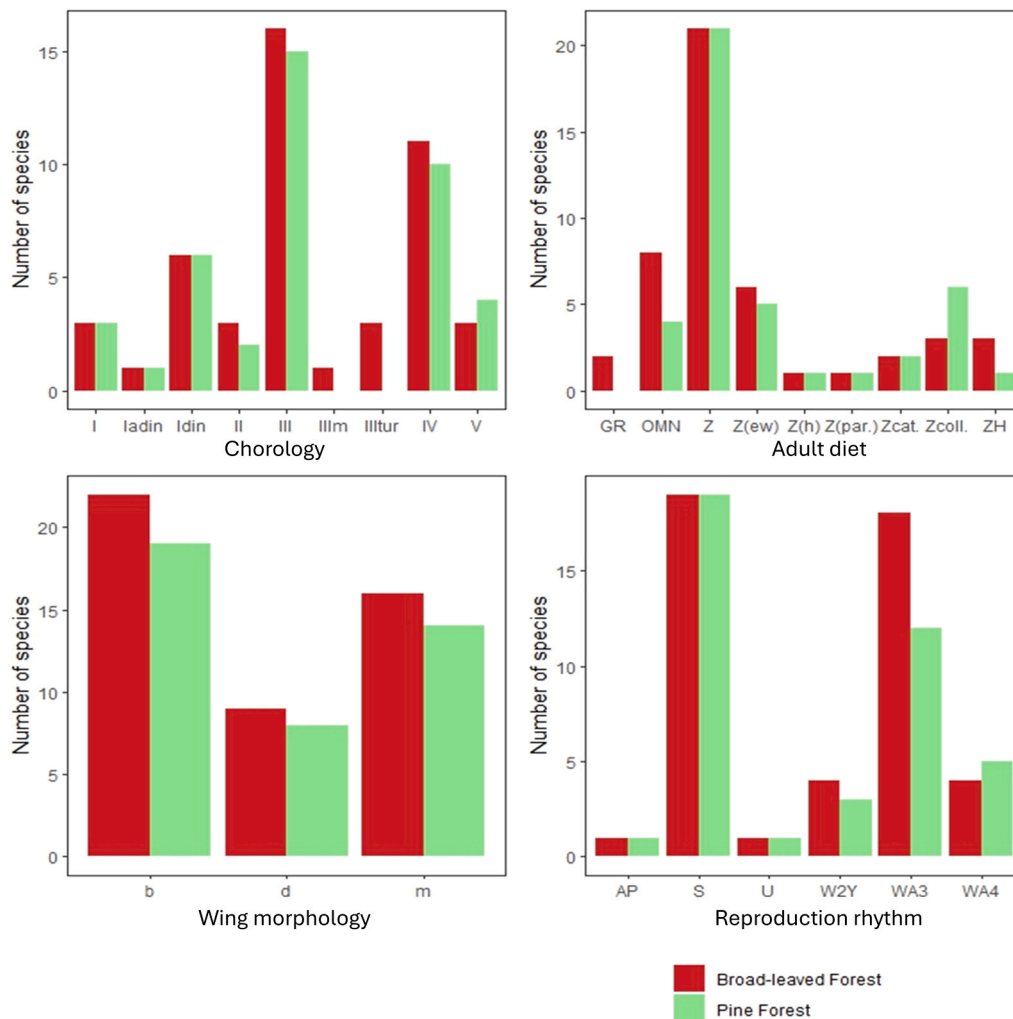 Number of species
15
10
5
0
I Iadin Idin II III IIIm IIItur IV V
Chorology
Number of species
20
15
10
5
0
GR OMN Z Z(ew) Z(h) Z(par.) Zcat. Zcoll. ZH
Adult diet
Number of species
20
15
10
5
0
b d m
Wing morphology
Number of species
15
10
5
0
AP S U W2Y WA3 WA4
Reproduction rhythm
Broad-leaved Forest
Pine Forest